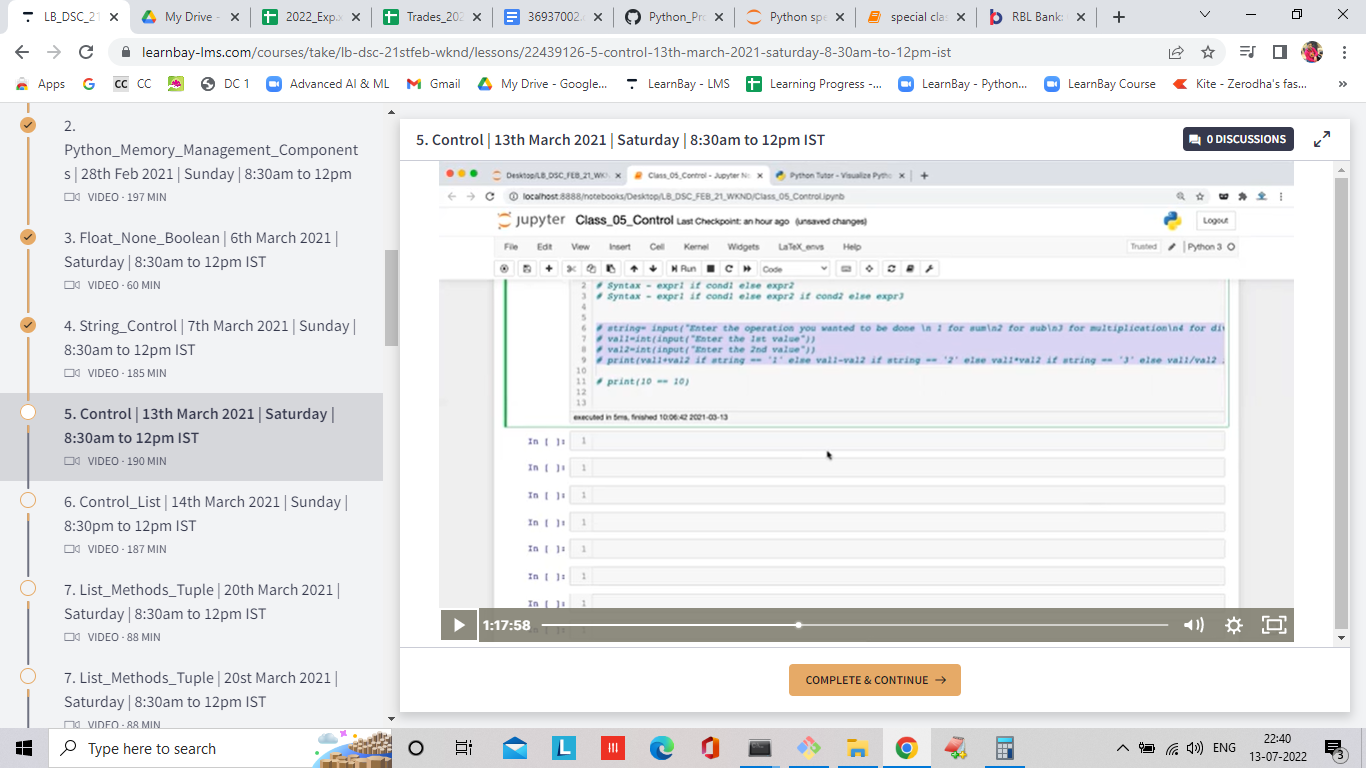 LB_DSC_21
My Drive -
2022_Exp
Trades_202
36937002.
Python_Pr
Python spe
special cla
RBL Bank:
learnbay-lms.com/courses/take/lb-dsc-21stfeb-wknd/lessons/22439126-5-control-13th-march-2021-saturday-8-30am-to-12pm-ist
Apps
CC CC
DC 1
Advanced AI & ML
Gmail
My Drive - Google...
LearnBay - LMS
Learning Progress -...
LearnBay - Python...
LearnBay Course
Kite - Zerodha's fas...
»
2.
Python_Memory_Management_Component
s | 28th Feb 2021 | Sunday | 8:30am to 12pm
VIDEO · 197 MIN
3. Float_None_Boolean | 6th March 2021 |
Saturday | 8:30am to 12pm IST
VIDEO · 60 MIN
4. String_Control | 7th March 2021 | Sunday |
8:30am to 12pm IST
VIDEO · 185 MIN
5. Control | 13th March 2021 | Saturday |
8:30am to 12pm IST
VIDEO · 190 MIN
6. Control_List | 14th March 2021 | Sunday |
8:30pm to 12pm IST
VIDEO · 187 MIN
7. List_Methods_Tuple | 20th March 2021 |
Saturday | 8:30am to 12pm IST
VIDEO · 88 MIN
7. List_Methods_Tuple | 20st March 2021 |
Saturday | 8:30am to 12pm IST
VIDEO · 88 MIN
5. Control | 13th March 2021 | Saturday | 8:30am to 12pm IST
0 DISCUSSIONS
Desktop/LB_DSC_FEB_21_WKN
Class_05_Control - Jupyter N
Python Tutor - Visualize Pyth
localhost:8888/notebooks/Desktop/LB_DSC_FEB_21_WKND/Class_05_Control.ipynb
jupyter Class_05_Control Last Checkpoint: an hour ago (unsaved changes)
Logout
File Edit View Insert Cell Kernel Widgets LaTeX_envs Help
Trusted
Python 3
Run
Code
2 # Syntax - expr1 if cond1 else expr2
3 # Syntax - expr1 if cond1 else expr2 if cond2 else expr3
4
5
6 # string= input("Enter the operation you wanted to be done \n 1 for sum\n2 for sub\n3 for multiplication\n4 for di
7 # val1=int(input("Enter the 1st value"))
8 # val2=int(input("Enter the 2nd value"))
9 # print(val1+val2 if string == '1' else val1-val2 if string == '2' else val1*val2 if string == '3' else val1/val2
10
11 # print(10 == 10)
12
13
executed in 5ms, finished 10:06:42 2021-03-13
In [ ]: 1
In [ ]: 1
In [ ]: 1
In [ ]: 1
In [ ]: 1
In [ ]: 1
In [ ]: 1
1:17:58
COMPLETE & CONTINUE →
Type here to search
L
ENG
22:40
13-07-2022
3